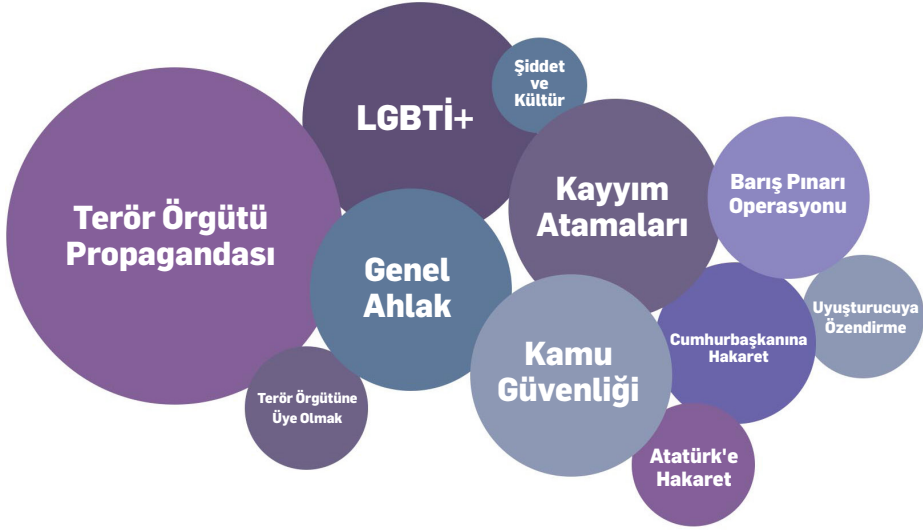 Terör Örgütü
Propagandası
LGBTİ+
Şiddet
ve
Kültür
Kayyım
Atamaları
Barış Pınarı
Operasyonu
Genel
Ahlak
Kamu
Güvenliği
Cumhurbaşkanına
Hakaret
Uyuşturucuya
Özendirme
Terör Örgütüne
Üye Olmak
Atatürk'e
Hakaret